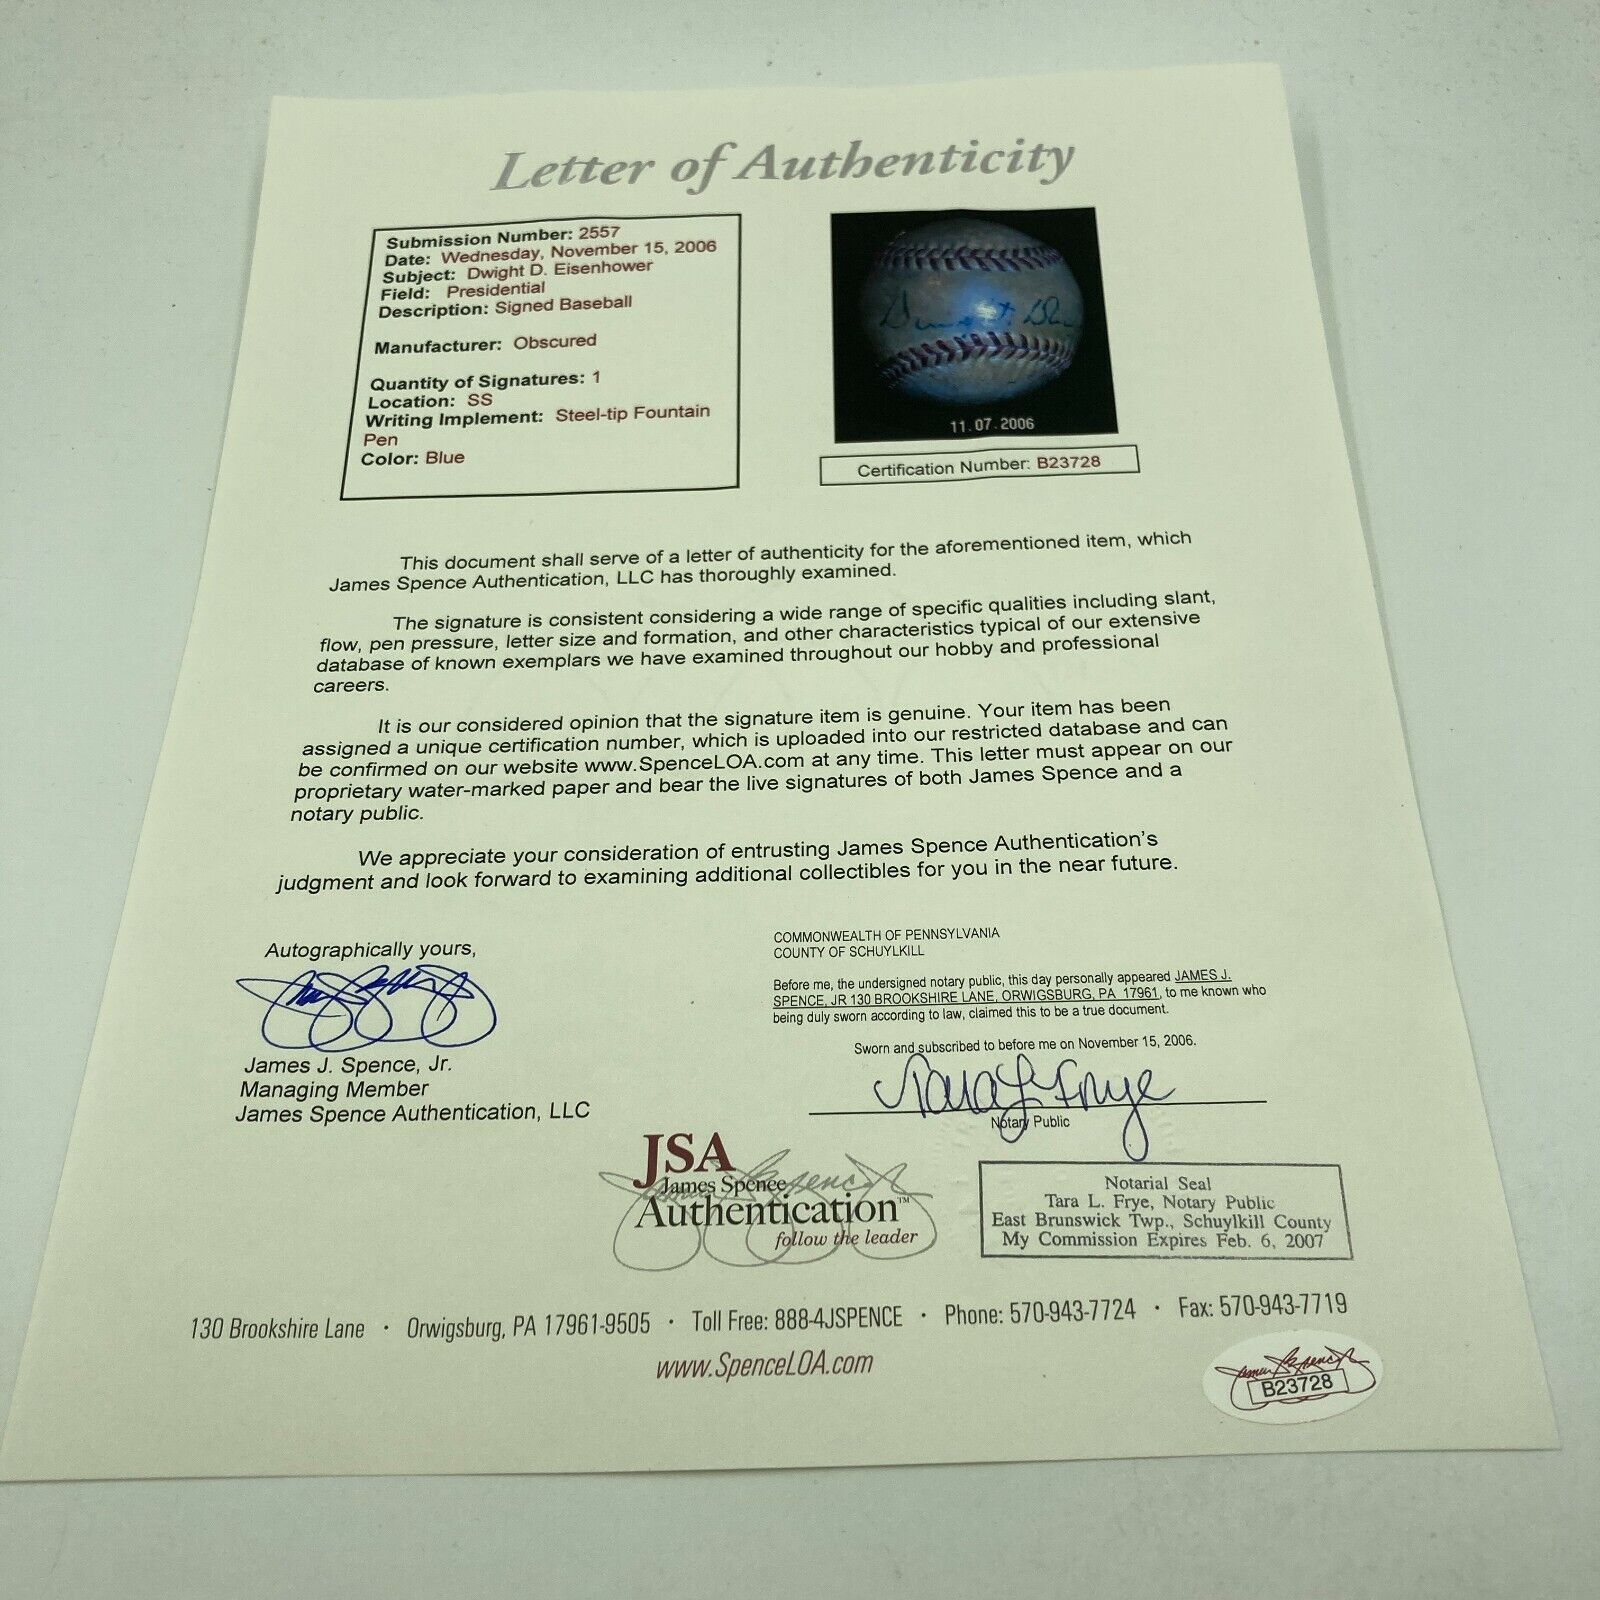 Letter of Authenticity
Submission Number: 2557
Date: Wednesday, November 15, 2006
Subject: Dwight D. Eisenhower
Field: Presidential
Description: Signed Baseball
Manufacturer: Obscured
Quantity of Signatures: 1
Location: SS
Writing Implement: Steel-tip Fountain
Pen
Color: Blue
11.07.2006
Certification Number: B23728
This document shall serve of a letter of authenticity for the aforementioned item, which
James Spence Authentication, LLC has thoroughly examined.
The signature is consistent considering a wide range of specific qualities including slant,
flow, pen pressure, letter size and formation, and other characteristics typical of our extensive
database of known exemplars we have examined throughout our hobby and professional
careers.
It is our considered opinion that the signature item is genuine. Your item has been
assigned a unique certification number, which is uploaded into our restricted database and can
be confirmed on our website www.SpenceLOA.com at any time. This letter must appear on our
proprietary water-marked paper and bear the live signatures of both James Spence and a
notary public.
We appreciate your consideration of entrusting James Spence Authentication's
judgment and look forward to examining additional collectibles for you in the near future.
Autographically yours,
James J. Spence, Jr.
Managing Member
James Spence Authentication, LLC
COMMONWEALTH OF PENNSYLVANIA
COUNTY OF SCHUYLKILL
Before me, the undersigned notary public, this day personally appeared JAMES J.
SPENCE, JR 130 BROOKSHIRE LANE, ORWIGSBURG, PA 17961, to me known who
being duly sworn according to law, claimed this to be a true document.
Sworn and subscribed to before me on November 15, 2006.
Tara L Frye
Notary Public
JSA
James Spence
Authentication™
follow the leader
Notarial Seal
Tara L. Frye, Notary Public
East Brunswick Twp., Schuylkill County
My Commission Expires Feb. 6, 2007
130 Brookshire Lane · Orwigsburg, PA 17961-9505 · Toll Free: 888-4JSPENCE · Phone: 570-943-7724 · Fax: 570-943-7719
www.SpenceLOA.com
James Spence
B23728